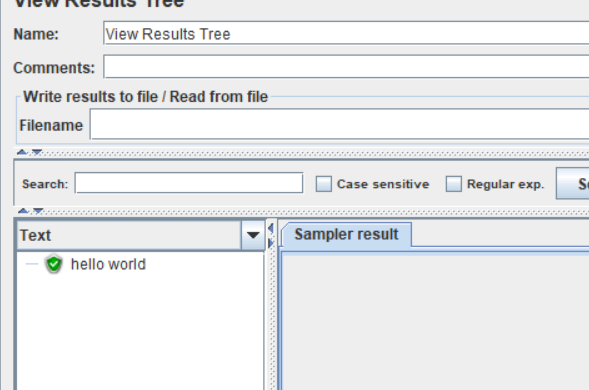 View Results Tree
Name: View Results Tree
Comments:
Write results to file / Read from file
Filename
Search: Case sensitive Regular exp.
Text
Sampler result
hello world